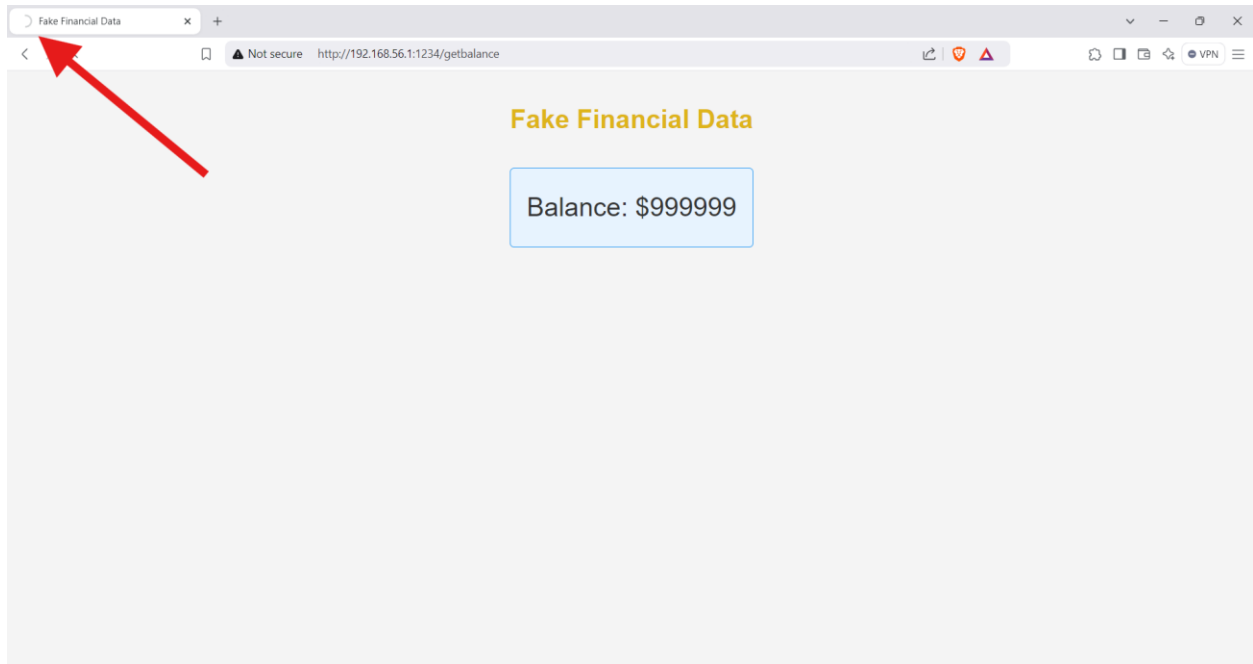 Fake Financial Data
Not secure http://192.168.56.1:1234/getbalance
VPN
Fake Financial Data
Balance: $999999